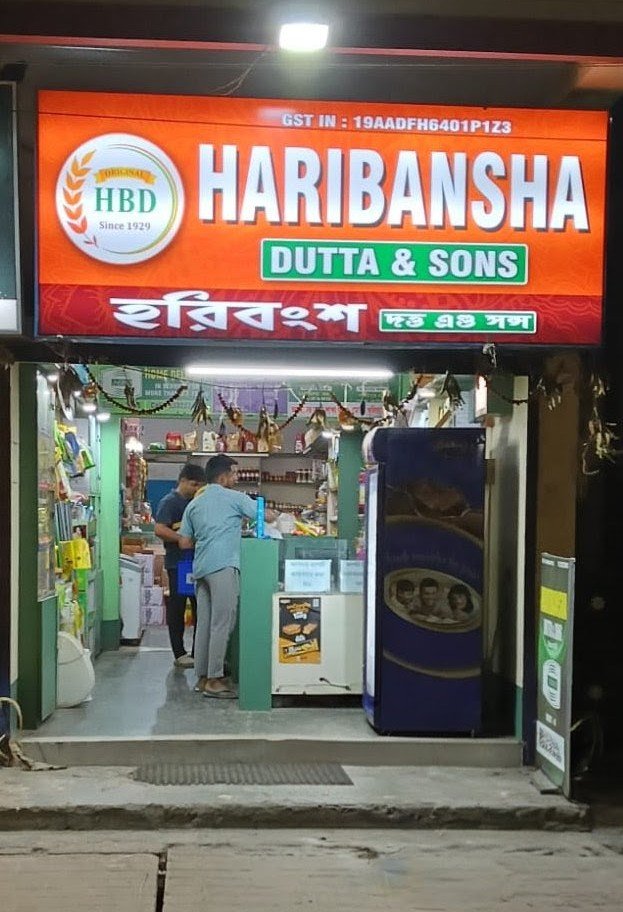 GST IN : 19AADFH6401P1Z3
ORIGINAL
HBD
Since 1929
HARIBANSHA
DUTTA & SONS
হরিবংশ
দত্ত এণ্ড সন্স